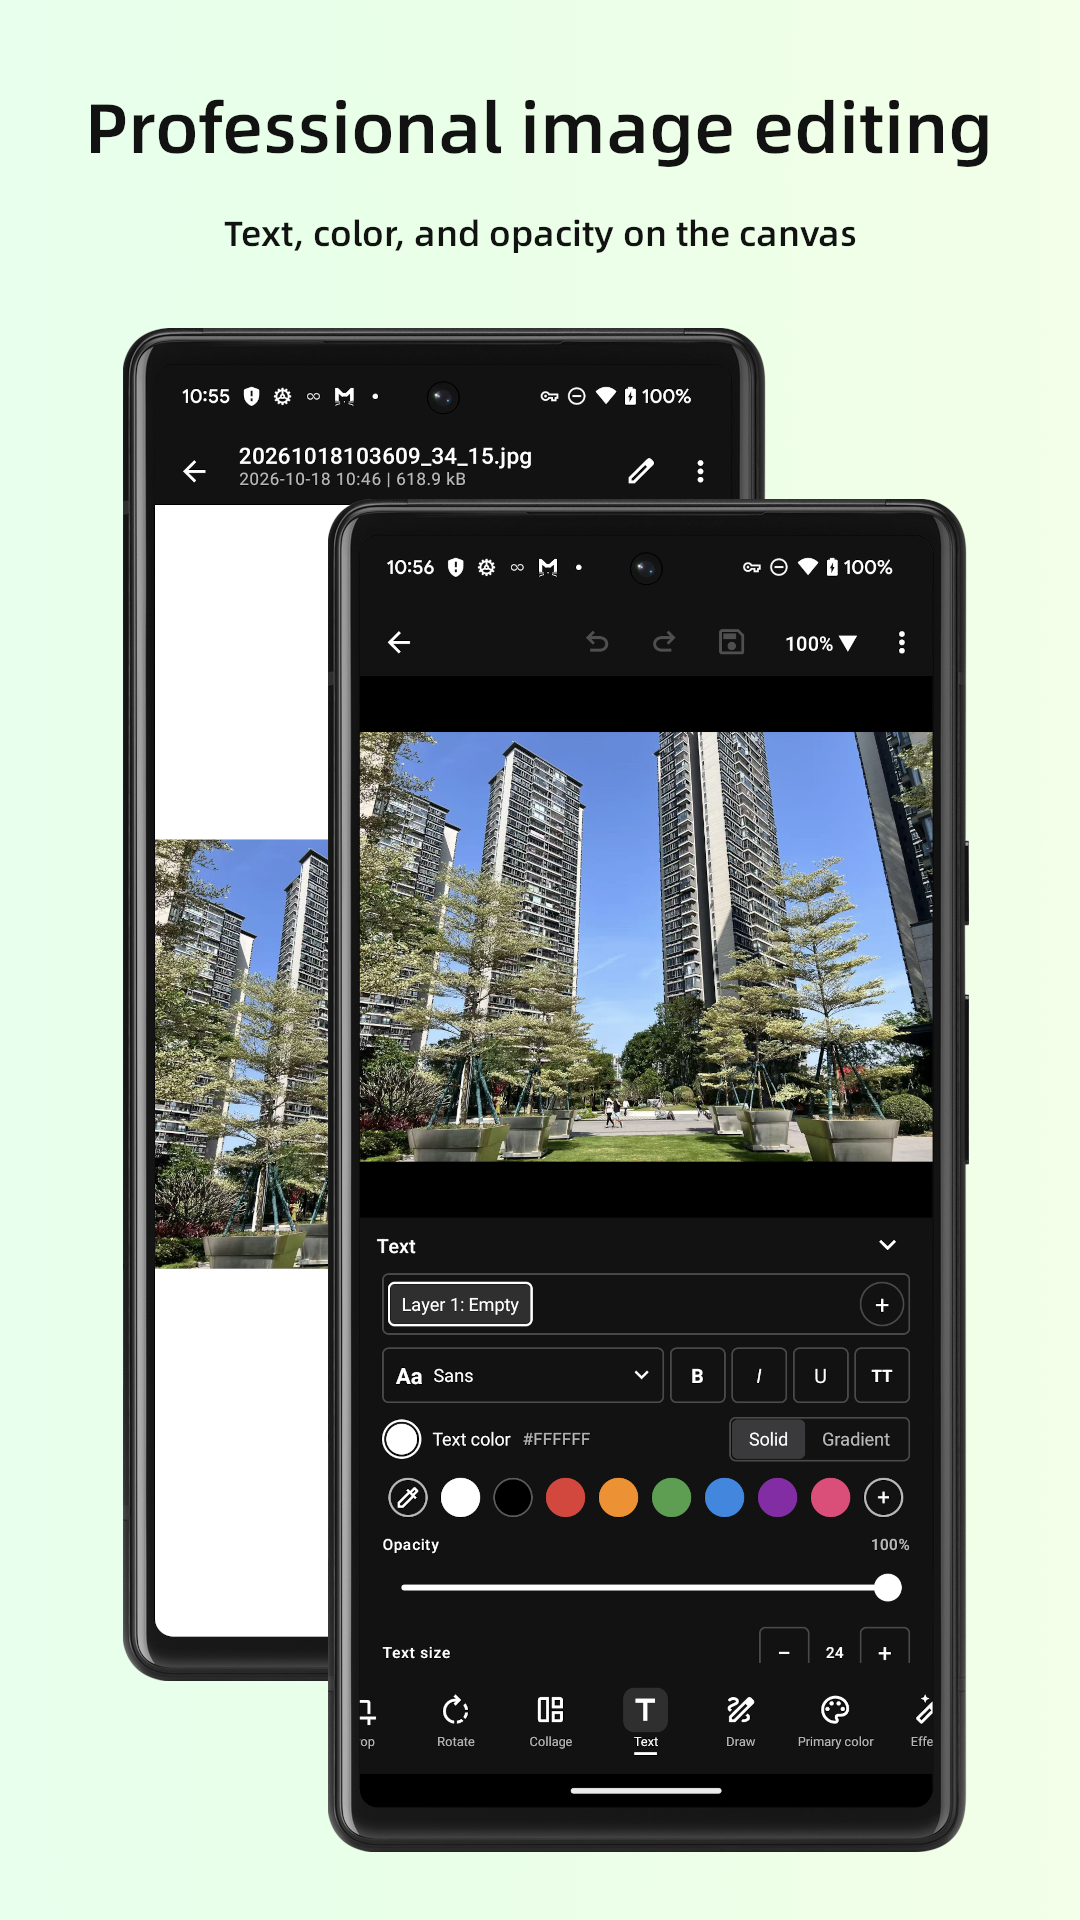 Professional image editing
Text, color, and opacity on the canvas
10:55
100%
20261018103609_34_15.jpg
2026-10-18 10:46 | 618.9 kB
10:56
100%
100%
Text
Layer 1: Empty
+
Aa Sans
B I U TT
Text color #FFFFFF
Solid Gradient
+
Opacity 100%
Text size − 24 +
op Rotate Collage Text Draw Primary color Effe